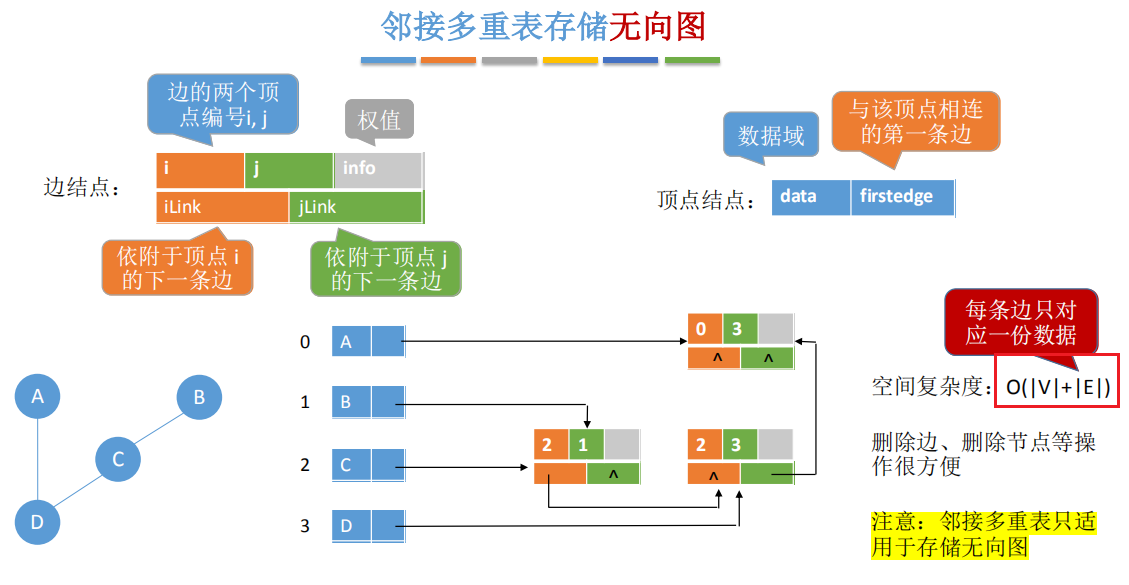 邻接多重表存储无向图
边的两个顶
点编号i, j
权值
边结点：
i j info
iLink jLink
依附于顶点 i
的下一条边
依附于顶点 j
的下一条边
数据域
与该顶点相连
的第一条边
顶点结点：
data firstedge
A
B
C
D
0 A
1 B
2 C
3 D
0 3
^ ^
2 1
^
2 3
^
每条边只对
应一份数据
空间复杂度：O(|V|+|E|)
删除边、删除节点等操
作很方便
注意：邻接多重表只适
用于存储无向图